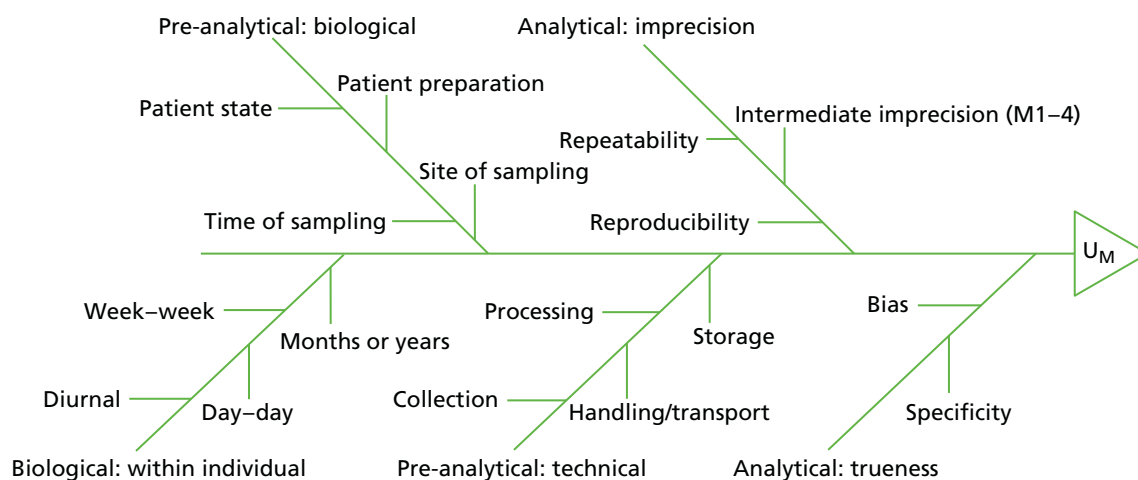 Pre-analytical: biological
Analytical: imprecision
Patient preparation
Patient state
Intermediate imprecision (M1–4)
Repeatability
Site of sampling
Time of sampling
Reproducibility
U_M
Week–week
Months or years
Processing
Storage
Bias
Diurnal
Day–day
Collection
Handling/transport
Specificity
Biological: within individual
Pre-analytical: technical
Analytical: trueness